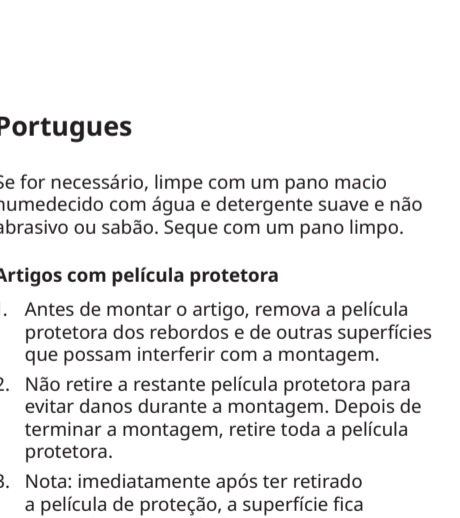 Portugues
Se for necessário, limpe com um pano macio
humedecido com água e detergente suave e não
abrasivo ou sabão. Seque com um pano limpo.
Artigos com película protetora
1. Antes de montar o artigo, remova a película
protetora dos rebordos e de outras superfícies
que possam interferir com a montagem.
2. Não retire a restante película protetora para
evitar danos durante a montagem. Depois de
terminar a montagem, retire toda a película
protetora.
3. Nota: imediatamente após ter retirado
a película de proteção, a superfície fica